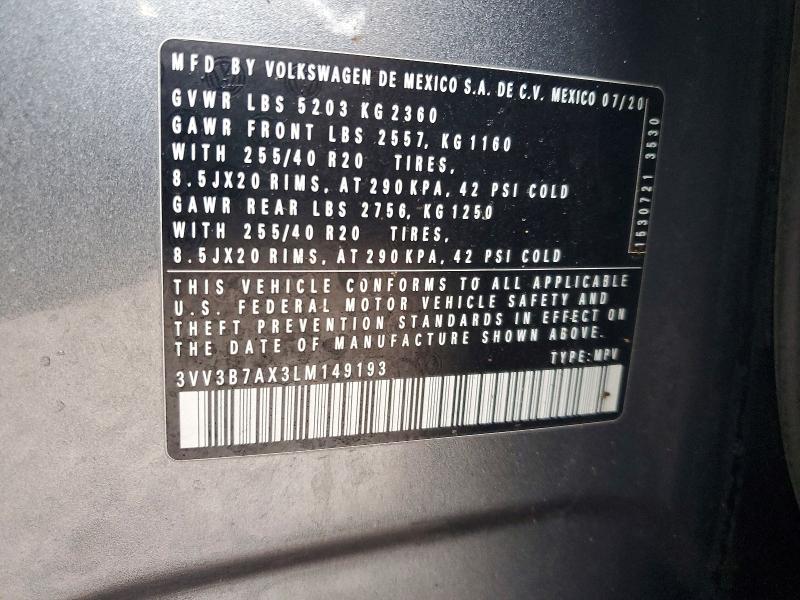 MFD BY VOLKSWAGEN DE MEXICO S.A. DE C.V. MEXICO 07/20
GVWR LBS 5203 KG 2360
GAWR FRONT LBS 2557, KG 1160
WITH 255/40 R20 TIRES,
8.5JX20 RIMS, AT 290 KPA, 42 PSI COLD
GAWR REAR LBS 2756, KG 1250
WITH 255/40 R20 TIRES,
8.5JX20 RIMS, AT 290 KPA, 42 PSI COLD
1530721 3530
THIS VEHICLE CONFORMS TO ALL APPLICABLE
U.S. FEDERAL MOTOR VEHICLE SAFETY AND
THEFT PREVENTION STANDARDS IN EFFECT ON
THE DATE OF MANUFACTURE SHOWN ABOVE.
TYPE: MPV
3VV3B7AX3LM149193